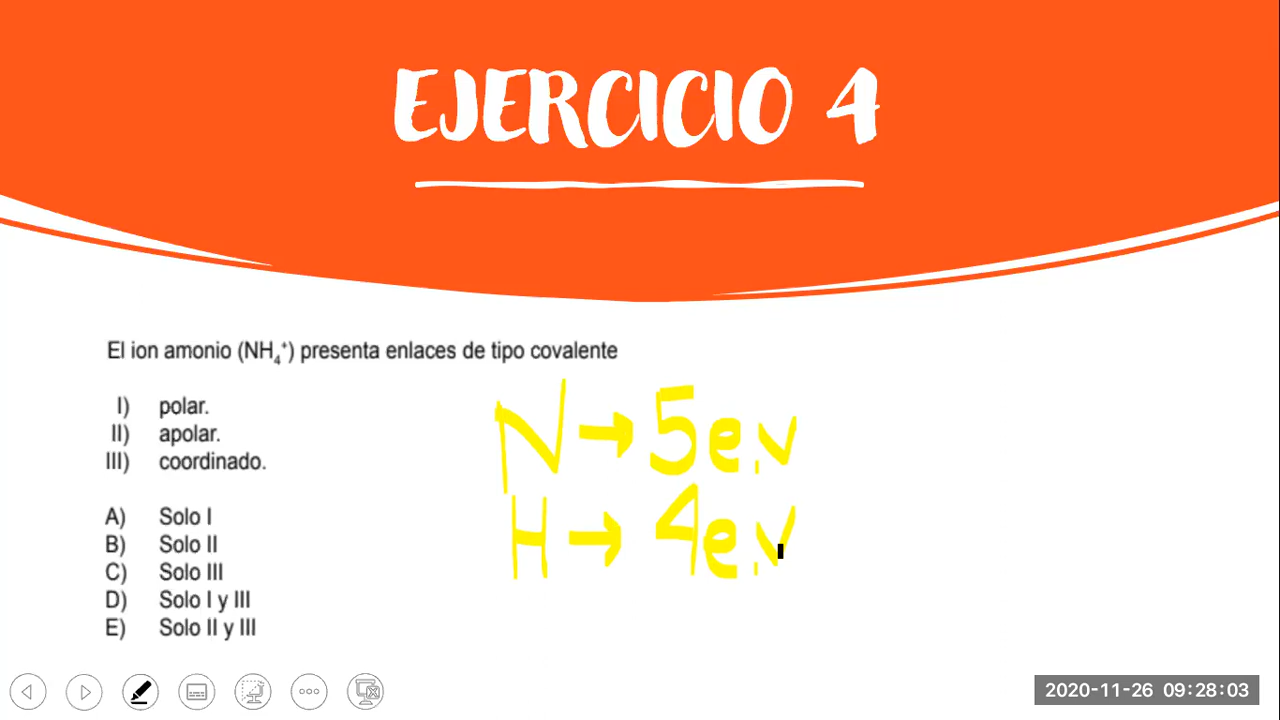 EJERCICIO 4
El ion amonio (NH₄⁺) presenta enlaces de tipo covalente
I) polar.
II) apolar.
III) coordinado.
A) Solo I
B) Solo II
C) Solo III
D) Solo I y III
E) Solo II y III
N → 5e.v
H → 4e.v
2020-11-26 09:28:03